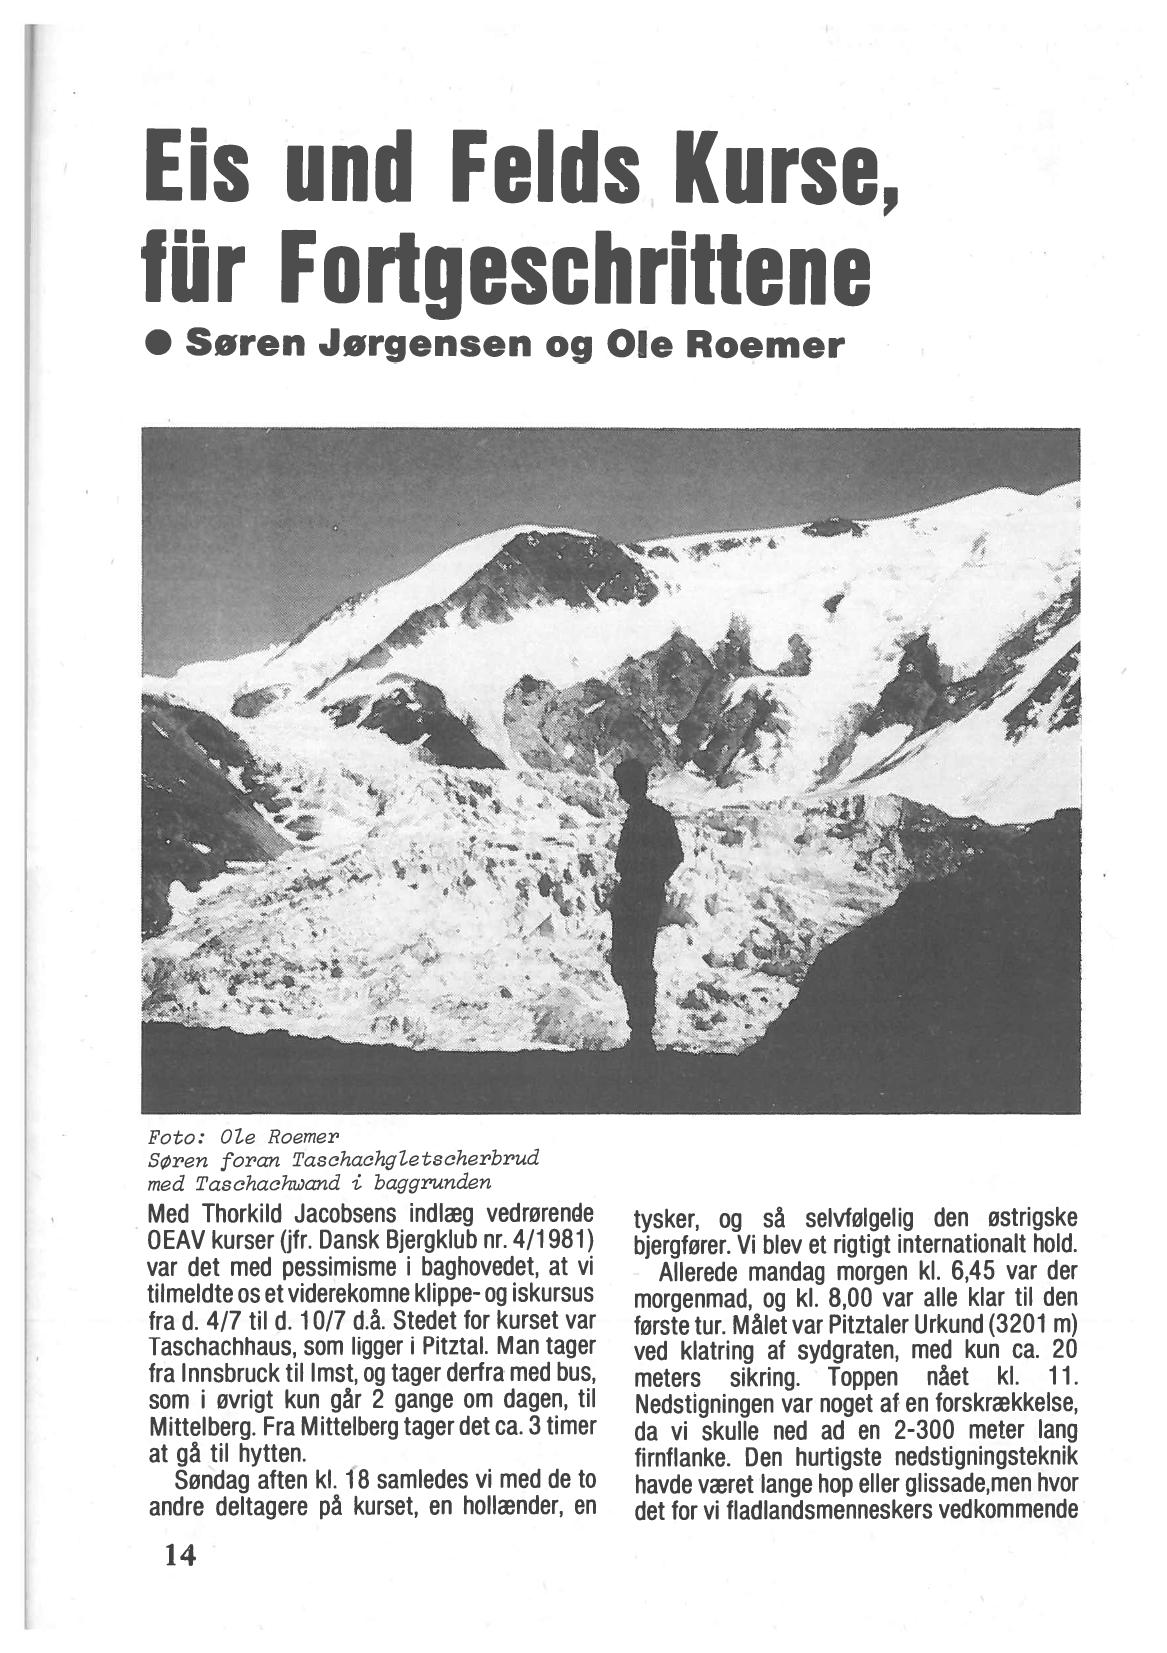 Eis und Felds Kurse,
für Fortgeschrittene
● Søren Jørgensen og Ole Roemer
Foto: Ole Roemer
Søren foran Taschachgletscherbrud
med Taschachwand i baggrunden
Med Thorkild Jacobsens indlæg vedrørende
OEAV kurser (jfr. Dansk Bjergklub nr. 4/1981)
var det med pessimisme i baghovedet, at vi
tilmeldte os et viderekomne klippe- og iskursus
fra d. 4/7 til d. 10/7 d.å. Stedet for kurset var
Taschachhaus, som ligger i Pitztal. Man tager
fra Innsbruck til Imst, og tager derfra med bus,
som i øvrigt kun går 2 gange om dagen, til
Mittelberg. Fra Mittelberg tager det ca. 3 timer
at gå til hytten.
Søndag aften kl. 18 samledes vi med de to
andre deltagere på kurset, en hollænder, en
tysker, og så selvfølgelig den østrigske
bjergfører. Vi blev et rigtigt internationalt hold.
Allerede mandag morgen kl. 6,45 var der
morgenmad, og kl. 8,00 var alle klar til den
første tur. Målet var Pitztaler Urkund (3201 m)
ved klatring af sydgraten, med kun ca. 20
meters sikring. Toppen nået kl. 11.
Nedstigningen var noget af en forskrækkelse,
da vi skulle ned ad en 2-300 meter lang
firnflanke. Den hurtigste nedstigningsteknik
havde været lange hop eller glissade,men hvor
det for vi fladlandsmenneskers vedkommende
14